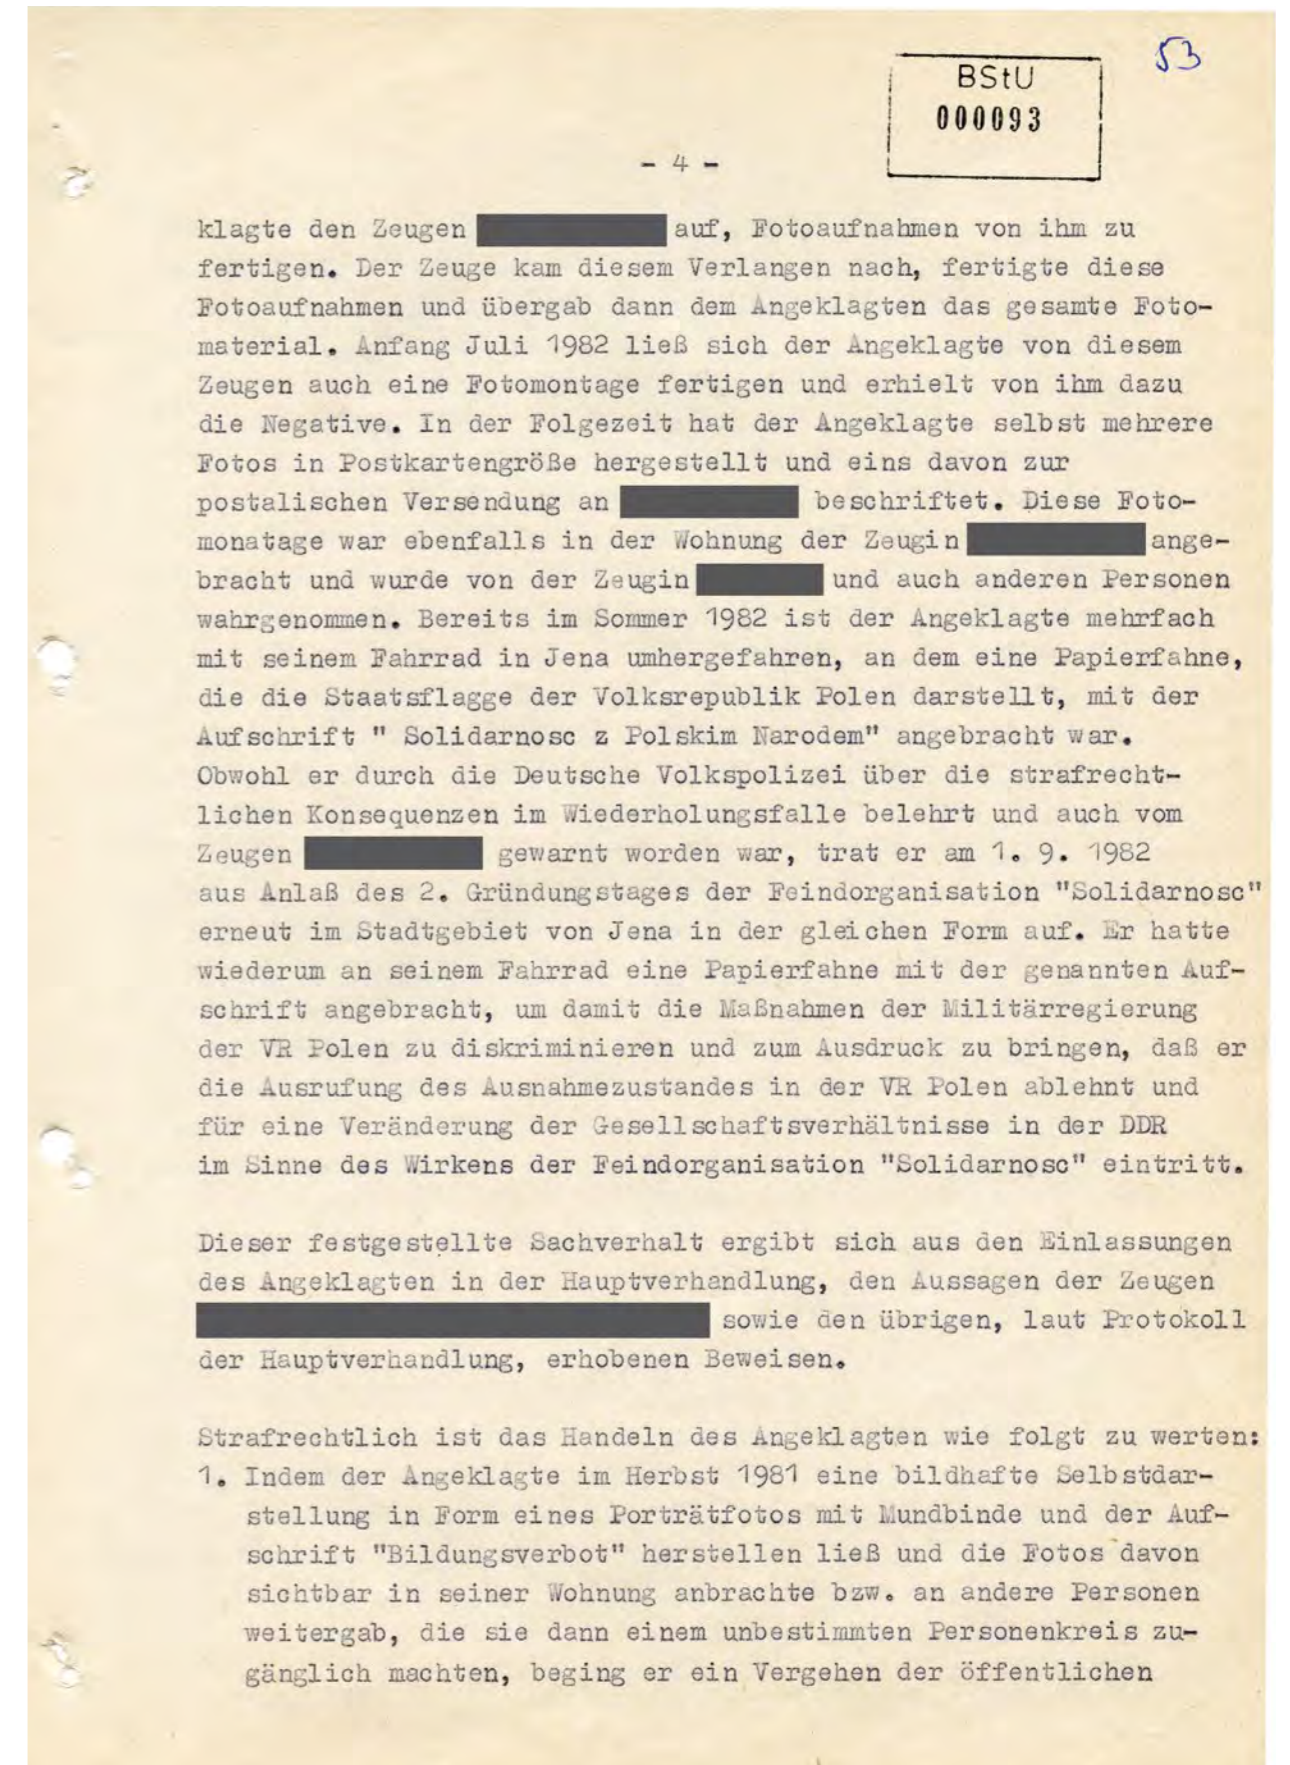 53
BStU
000093
- 4 -
klagte den Zeugen auf, Fotoaufnahmen von ihm zu
fertigen. Der Zeuge kam diesem Verlangen nach, fertigte diese
Fotoaufnahmen und übergab dann dem Angeklagten das gesamte Foto-
material. Anfang Juli 1982 ließ sich der Angeklagte von diesem
Zeugen auch eine Fotomontage fertigen und erhielt von ihm dazu
die Negative. In der Folgezeit hat der Angeklagte selbst mehrere
Fotos in Postkartengröße hergestellt und eins davon zur
postalischen Versendung an beschriftet. Diese Foto-
monatage war ebenfalls in der Wohnung der Zeugin ange-
bracht und wurde von der Zeugin und auch anderen Personen
wahrgenommen. Bereits im Sommer 1982 ist der Angeklagte mehrfach
mit seinem Fahrrad in Jena umhergefahren, an dem eine Papierfahne,
die die Staatsflagge der Volksrepublik Polen darstellt, mit der
Aufschrift " Solidarnosc z Polskim Narodem" angebracht war.
Obwohl er durch die Deutsche Volkspolizei über die strafrecht-
lichen Konsequenzen im Wiederholungsfalle belehrt und auch vom
Zeugen gewarnt worden war, trat er am 1. 9. 1982
aus Anlaß des 2. Gründungstages der Feindorganisation "Solidarnosc"
erneut im Stadtgebiet von Jena in der gleichen Form auf. Er hatte
wiederum an seinem Fahrrad eine Papierfahne mit der genannten Auf-
schrift angebracht, um damit die Maßnahmen der Militärregierung
der VR Polen zu diskriminieren und zum Ausdruck zu bringen, daß er
die Ausrufung des Ausnahmezustandes in der VR Polen ablehnt und
für eine Veränderung der Gesellschaftsverhältnisse in der DDR
im Sinne des Wirkens der Feindorganisation "Solidarnosc" eintritt.
Dieser festgestellte Sachverhalt ergibt sich aus den Einlassungen
des Angeklagten in der Hauptverhandlung, den Aussagen der Zeugen
sowie den übrigen, laut Protokoll
der Hauptverhandlung, erhobenen Beweisen.
Strafrechtlich ist das Handeln des Angeklagten wie folgt zu werten:
1. Indem der Angeklagte im Herbst 1981 eine bildhafte Selbstdar-
stellung in Form eines Porträtfotos mit Mundbinde und der Auf-
schrift "Bildungsverbot" herstellen ließ und die Fotos davon
sichtbar in seiner Wohnung anbrachte bzw. an andere Personen
weitergab, die sie dann einem unbestimmten Personenkreis zu-
gänglich machten, beging er ein Vergehen der öffentlichen